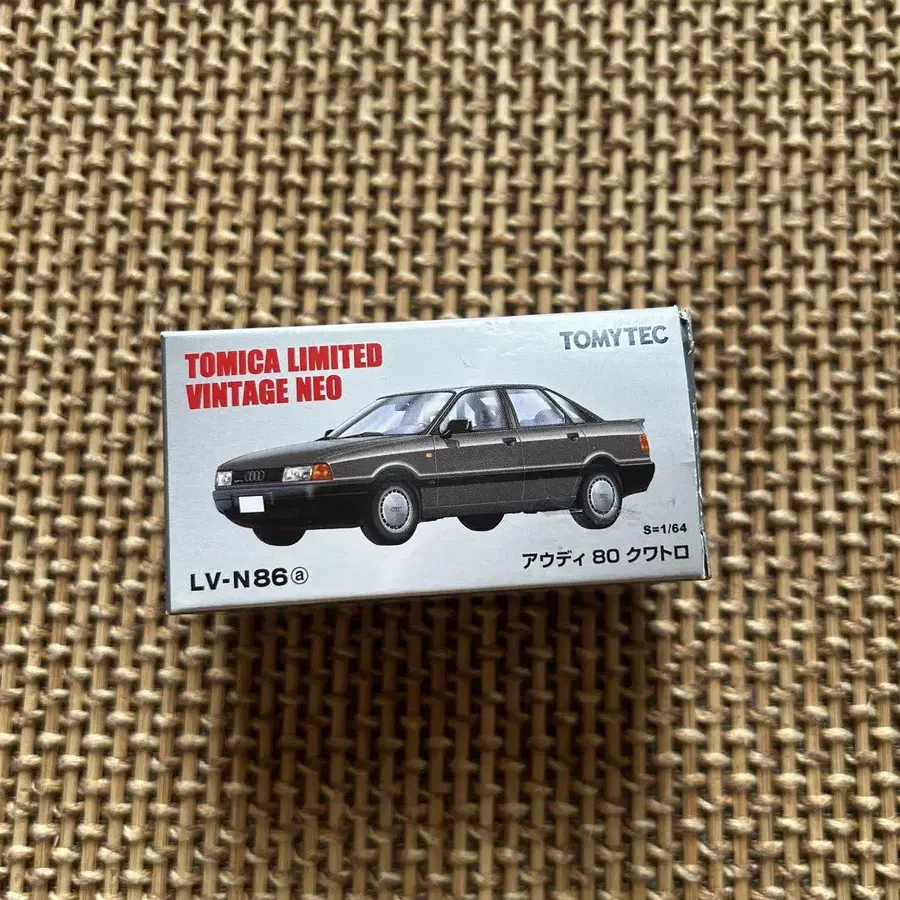 TOMICA LIMITED
VINTAGE NEO
TOMYTEC
S=1/64
LV-N86ⓐ
アウディ 80 クワトロ